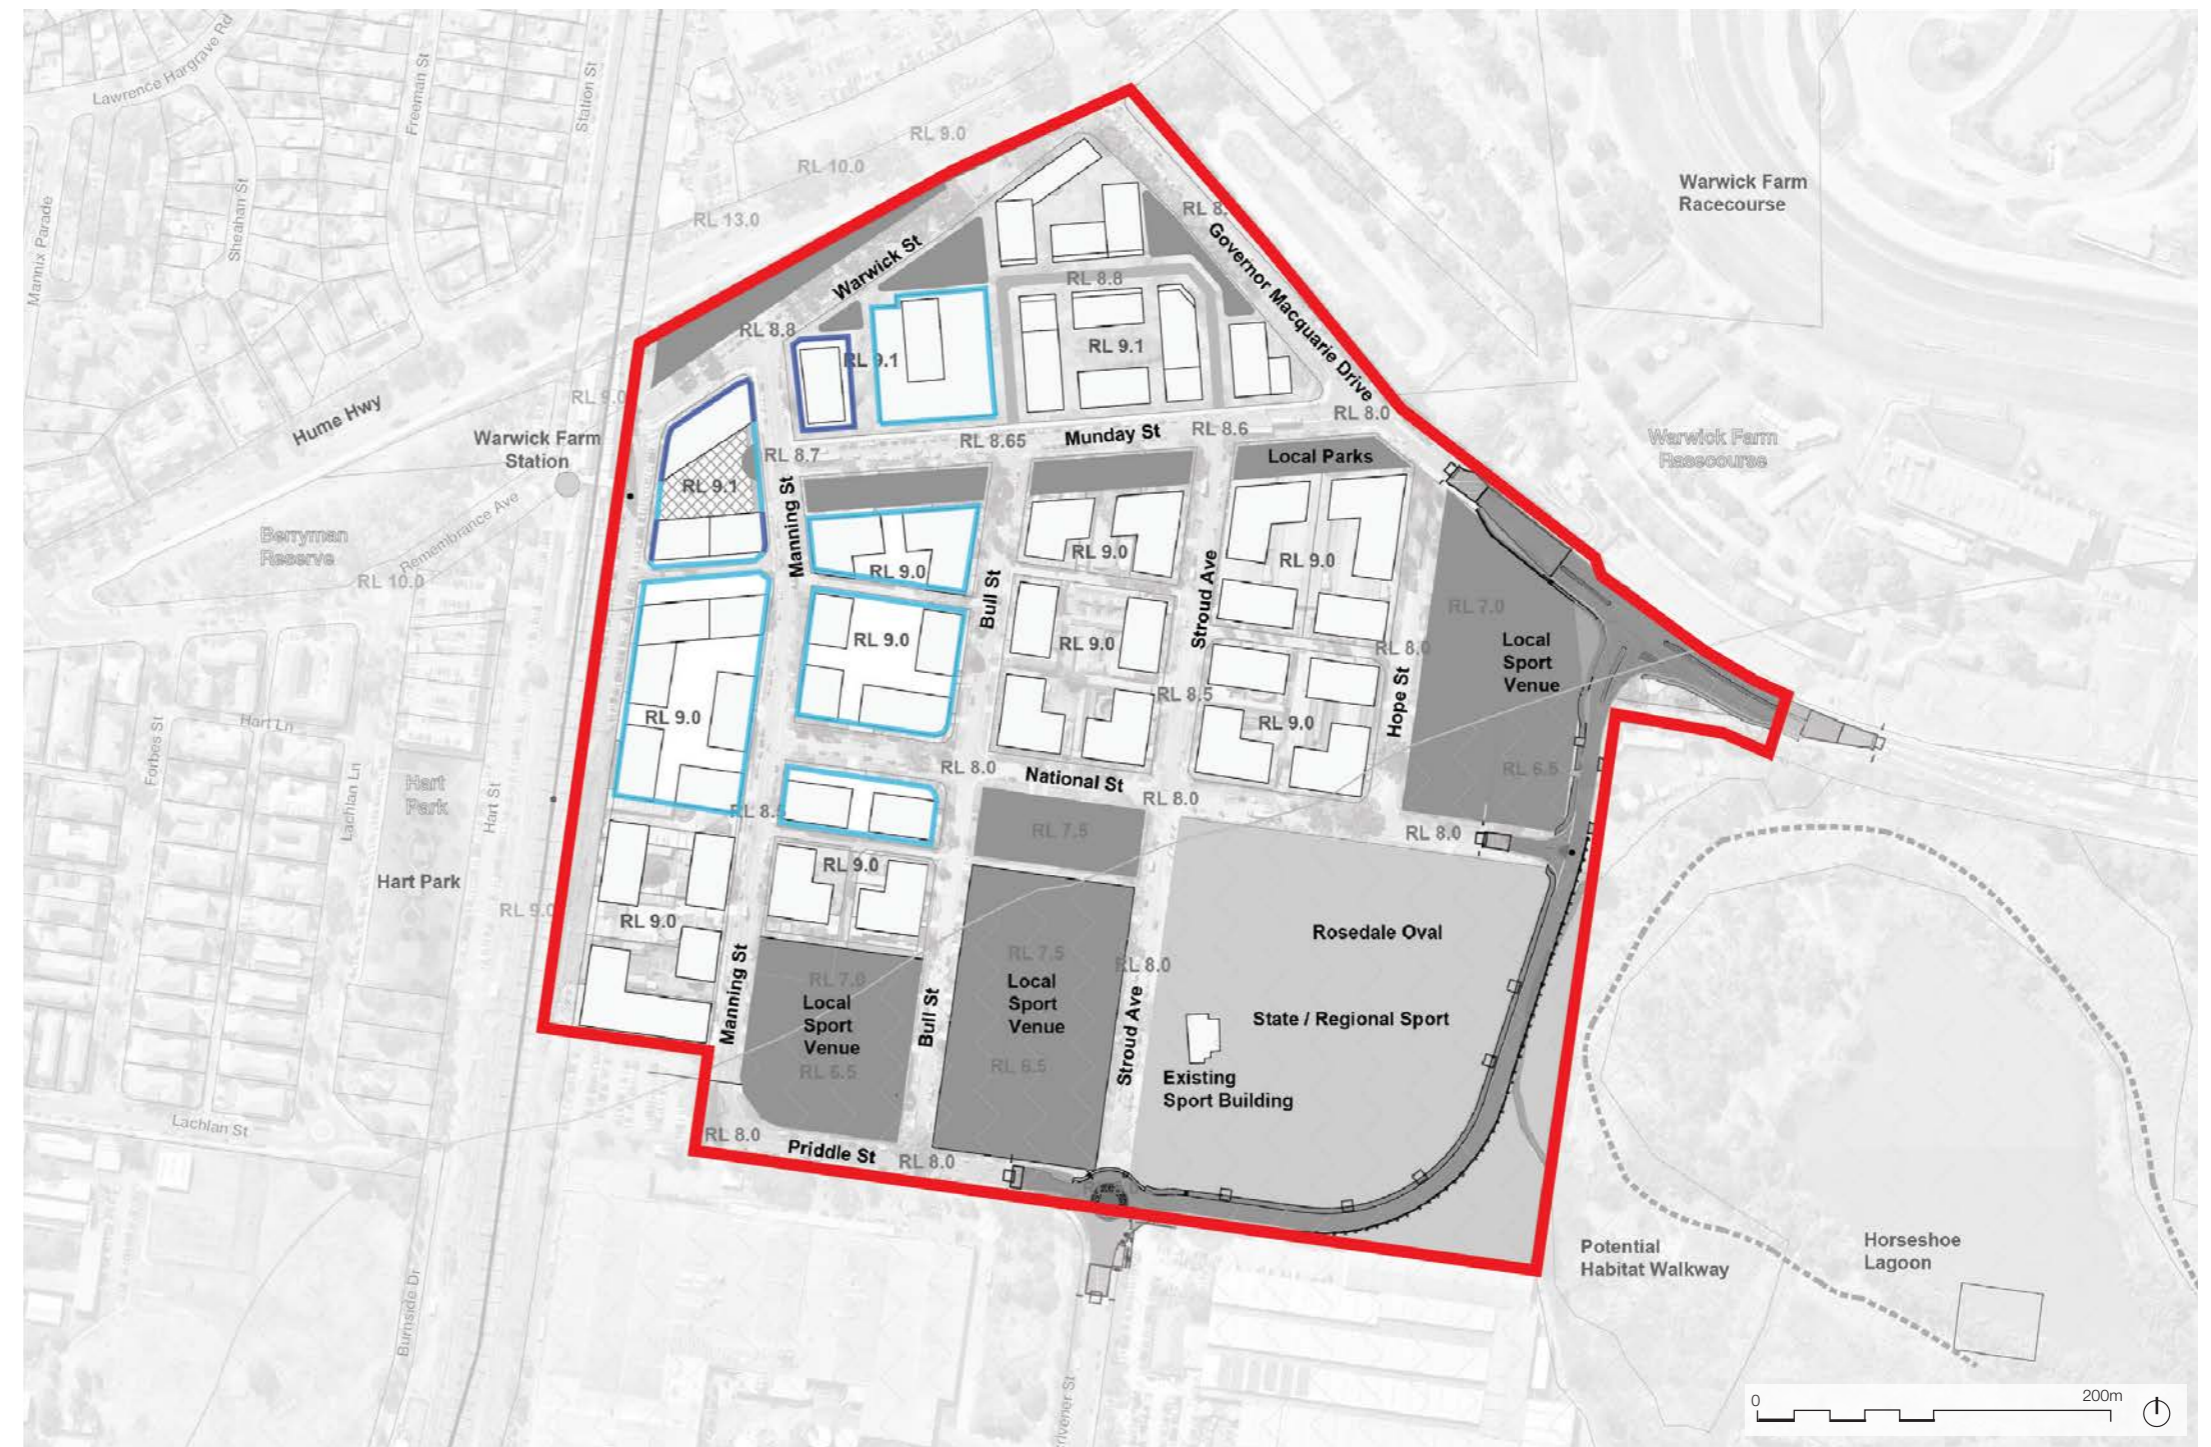 Lawrence Hargrave Rd
Freeman St
Station St
Sheahan St
Mannix Parade
RL 9.0
RL 10.0
RL 13.0
Warwick Farm
Racecourse
RL 8.
Governor Macquarie Drive
Warwick St
RL 8.8
RL 8.8
RL 9.1
RL 9.1
RL 9.0
Hume Hwy
Warwick Farm
Station
RL 8.7
RL 8.65
Munday St
RL 8.6
RL 8.0
Warwick Farm
Racecourse
Local Parks
RL 9.1
Manning St
Remembrance Ave
Berryman
Reserve
RL 10.0
RL 9.0
RL 9.0
RL 9.0
Bull St
Stroud Ave
RL 7.0
RL 9.0
RL 9.0
RL 8.0
Local
Sport
Venue
Hope St
RL 9.0
RL 8.5
RL 9.0
Forbes St
Hart Ln
Lachlan Ln
Hart
Park
Hart St
RL 8.0
National St
RL 6.5
RL 8.
RL 8.0
RL 7.5
RL 8.0
Hart Park
RL 9.0
RL 9.0
RL 9.0
Rosedale Oval
Manning St
RL 7.0
Local
Sport
Venue
RL 6.5
Bull St
RL 7.5
Local
Sport
Venue
RL 6.5
RL 8.0
Stroud Ave
State / Regional Sport
Existing
Sport Building
Lachlan St
RL 8.0
Priddle St
RL 8.0
Burnside Dr
Potential
Habitat Walkway
Horseshoe
Lagoon
0
200m